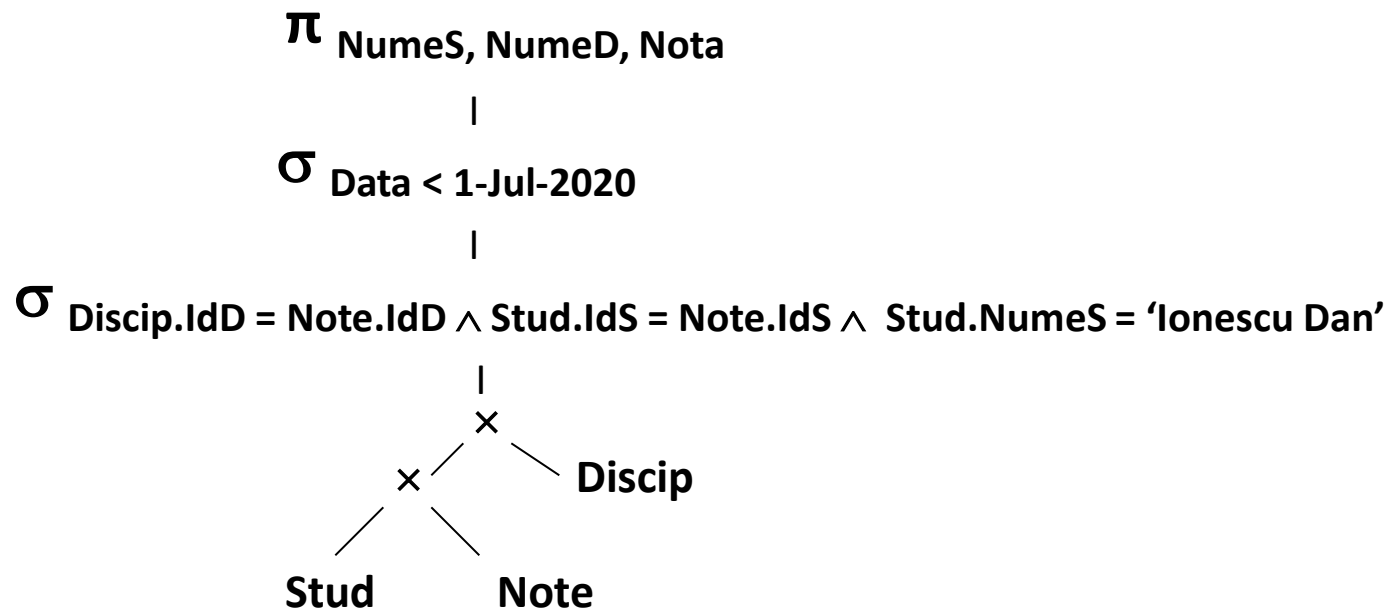 π NumeS, NumeD, Nota
σ Data < 1-Jul-2020
σ Discip.IdD = Note.IdD ∧ Stud.IdS = Note.IdS ∧ Stud.NumeS = ‘Ionescu Dan’
×
× Discip
Stud Note